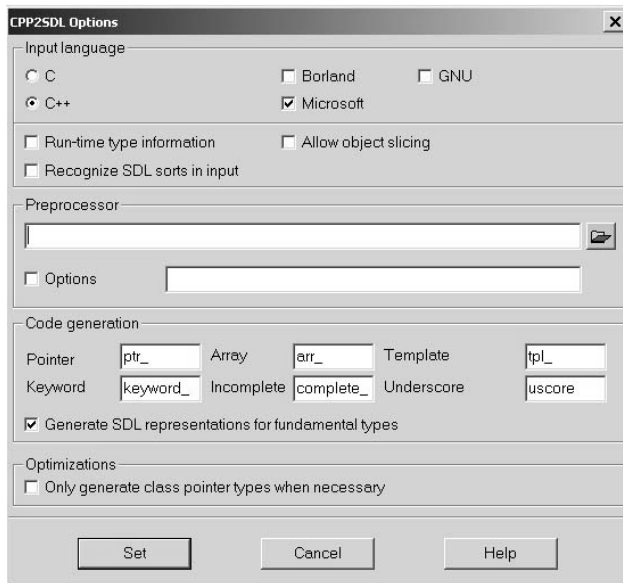 CPP2SDL Options
Input language
C
Borland
GNU
C++
Microsoft
Run-time type information
Allow object slicing
Recognize SDL sorts in input
Preprocessor
Options
Code generation
Pointer ptr_ Array arr_ Template tpl_
Keyword keyword_ Incomplete complete_ Underscore uscore
Generate SDL representations for fundamental types
Optimizations
Only generate class pointer types when necessary
Set Cancel Help